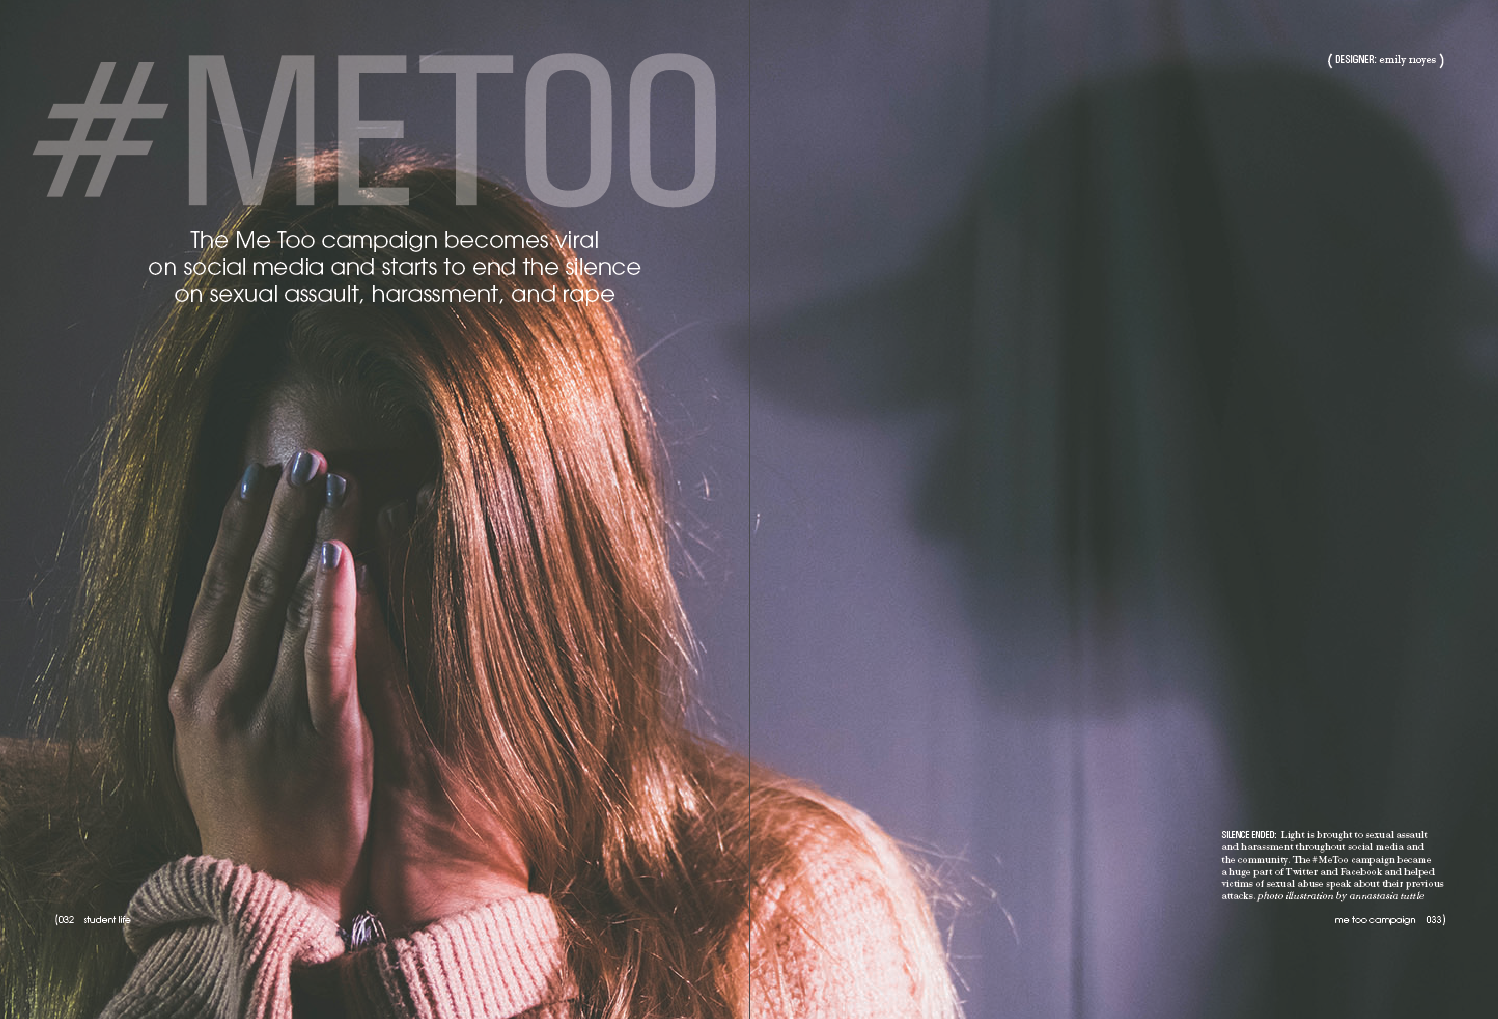 #METOO
The Me Too campaign becomes viral
on social media and starts to end the silence
on sexual assault, harassment, and rape
(032 student life
( DESIGNER: emily noyes )
SILENCE ENDED: Light is brought to sexual assault
and harassment throughout social media and
the community. The #MeToo campaign became
a huge part of Twitter and Facebook and helped
victims of sexual abuse speak about their previous
attacks. photo illustration by annastasia tuttle
me too campaign 033)